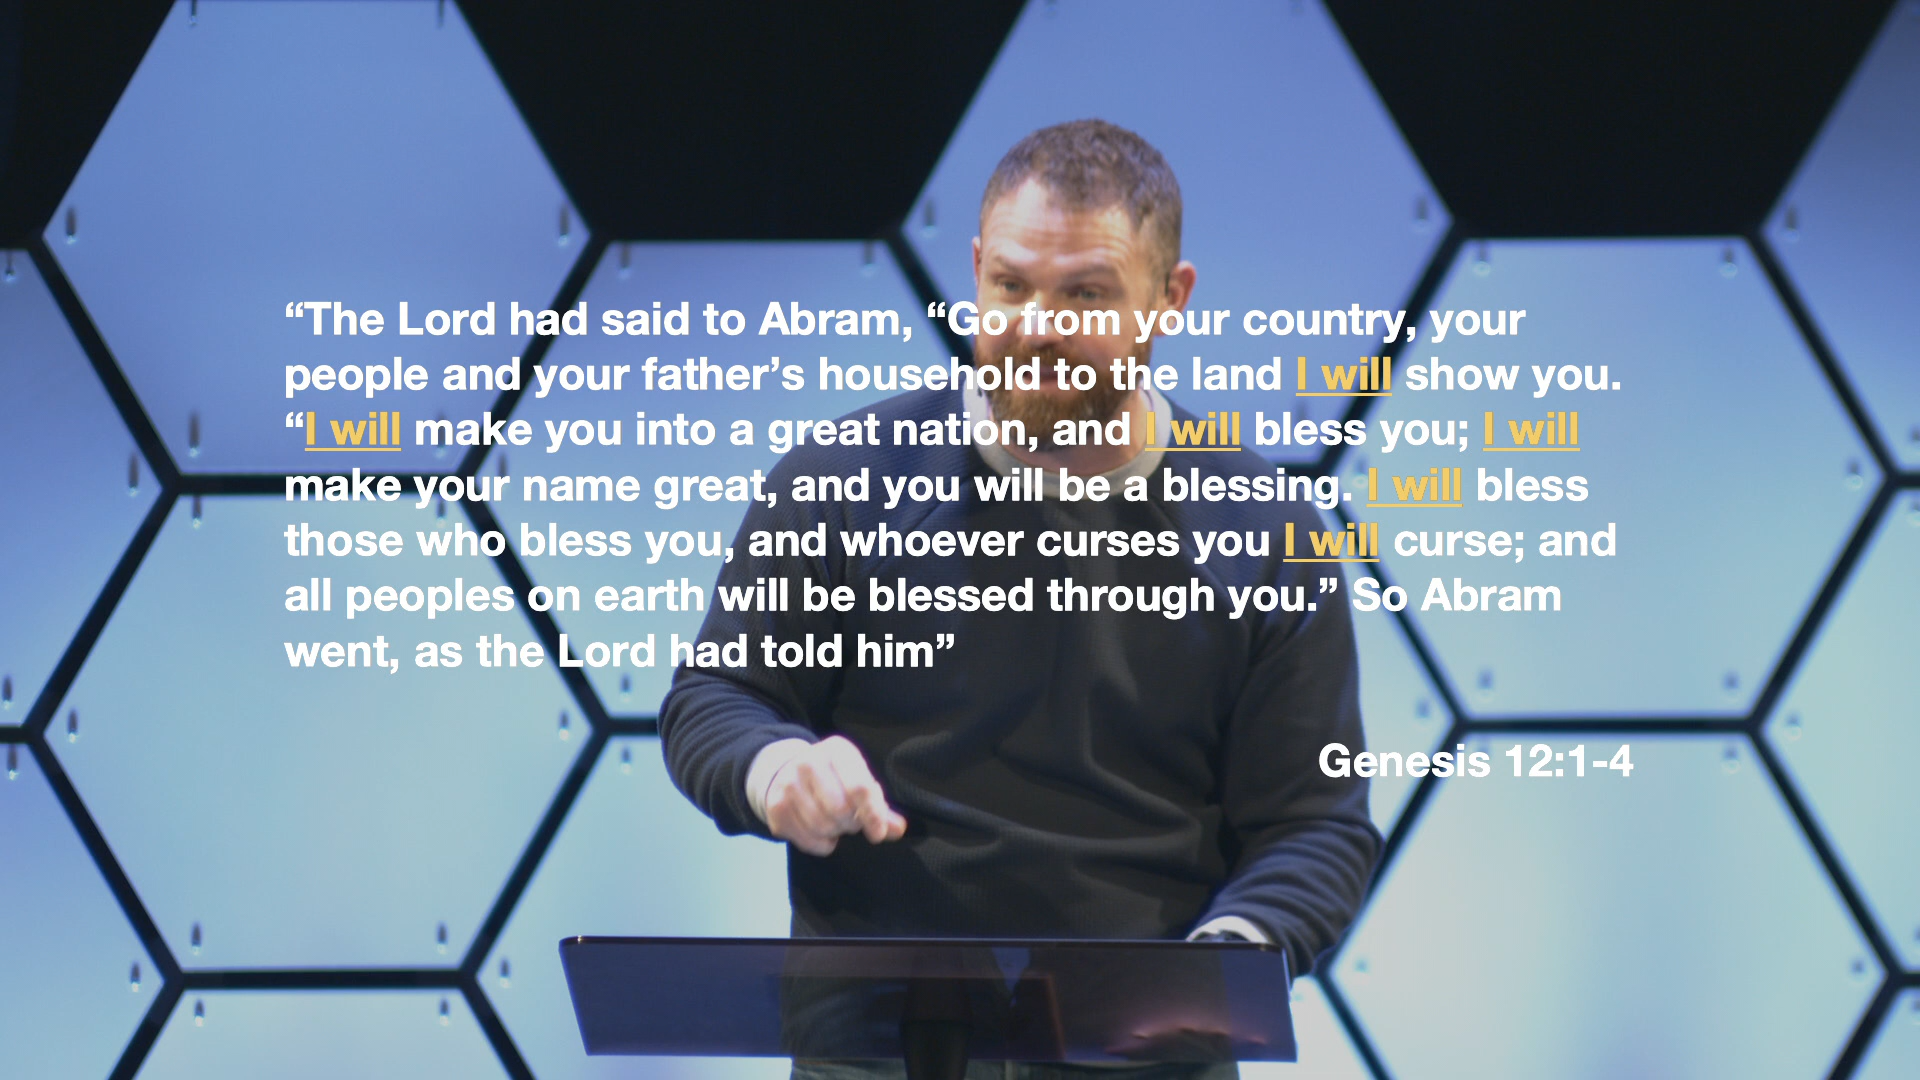 “The Lord had said to Abram, “Go from your country, your
people and your father’s household to the land I will show you.
“I will make you into a great nation, and I will bless you; I will
make your name great, and you will be a blessing. I will bless
those who bless you, and whoever curses you I will curse; and
all peoples on earth will be blessed through you.” So Abram
went, as the Lord had told him”
Genesis 12:1-4